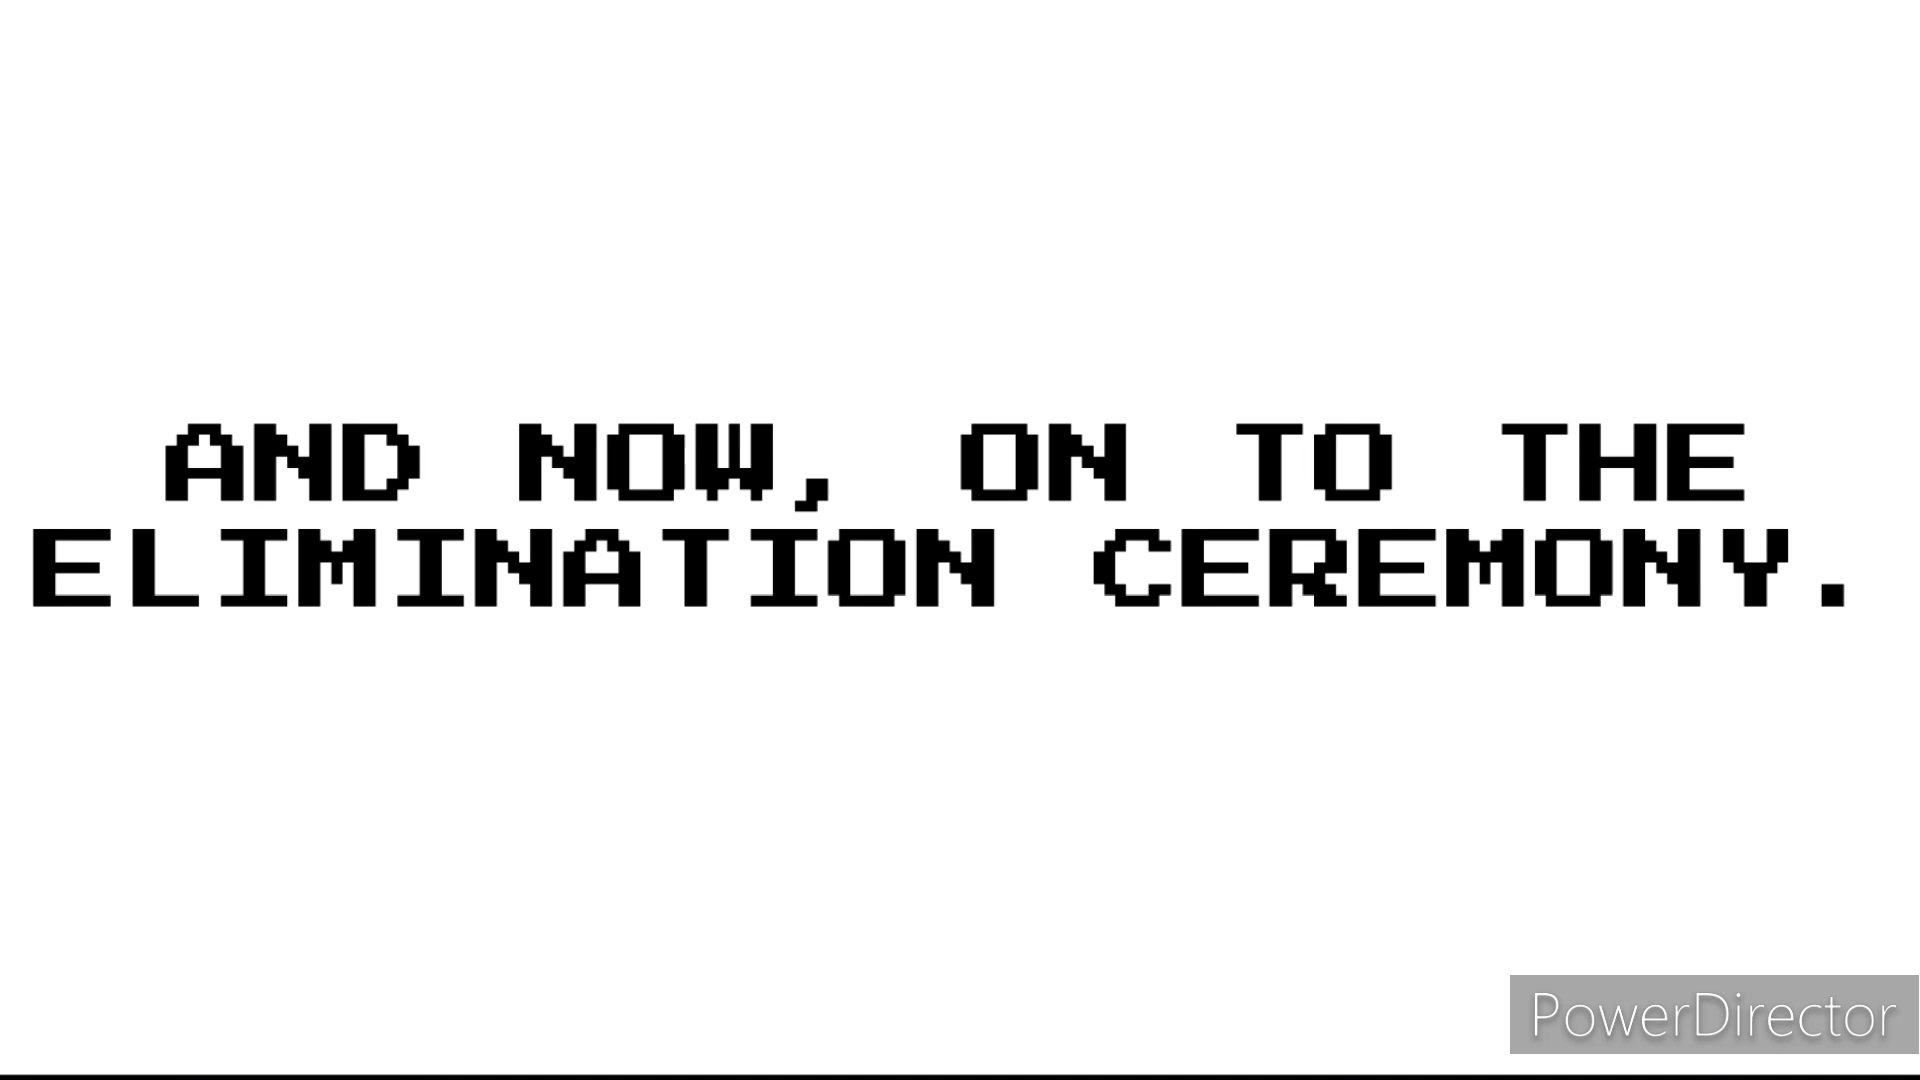 AND NOW, ON TO THE
ELIMINATION CEREMONY.
PowerDirector